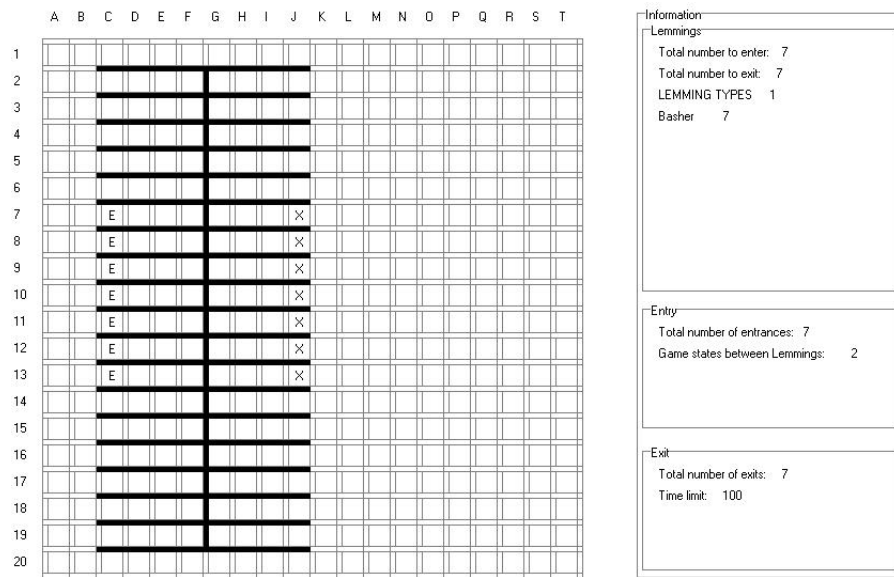 A B C D E F G H I J K L M N O P Q R S T
1
2
3
4
5
6
7 E X
8 E X
9 E X
10 E X
11 E X
12 E X
13 E X
14
15
16
17
18
19
20
Information
Lemmings
Total number to enter: 7
Total number to exit: 7
LEMMING TYPES 1
Basher 7
Entry
Total number of entrances: 7
Game states between Lemmings: 2
Exit
Total number of exits: 7
Time limit: 100